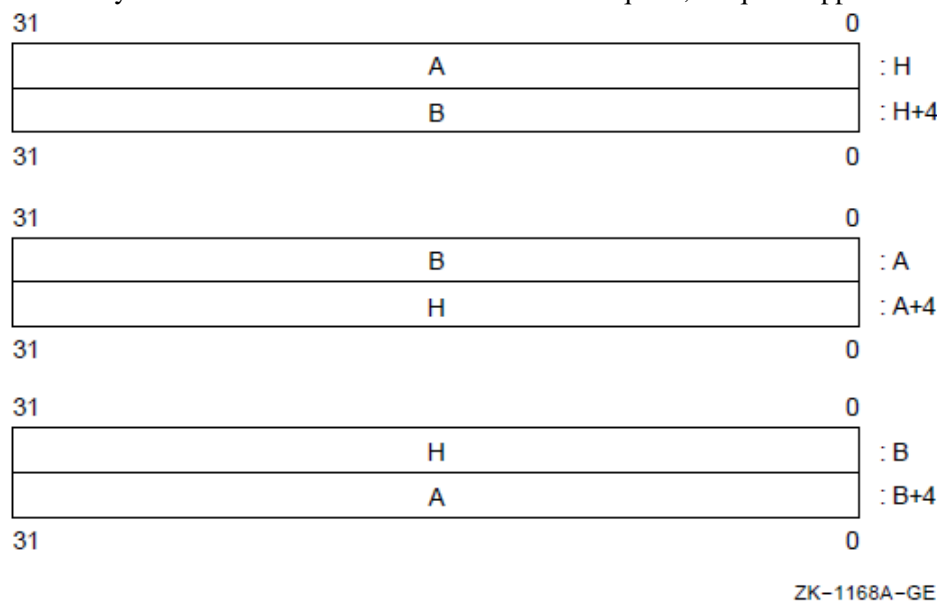 31 0
A : H
B : H+4
31 0
31 0
B : A
H : A+4
31 0
31 0
H : B
A : B+4
31 0
ZK-1168A-GE